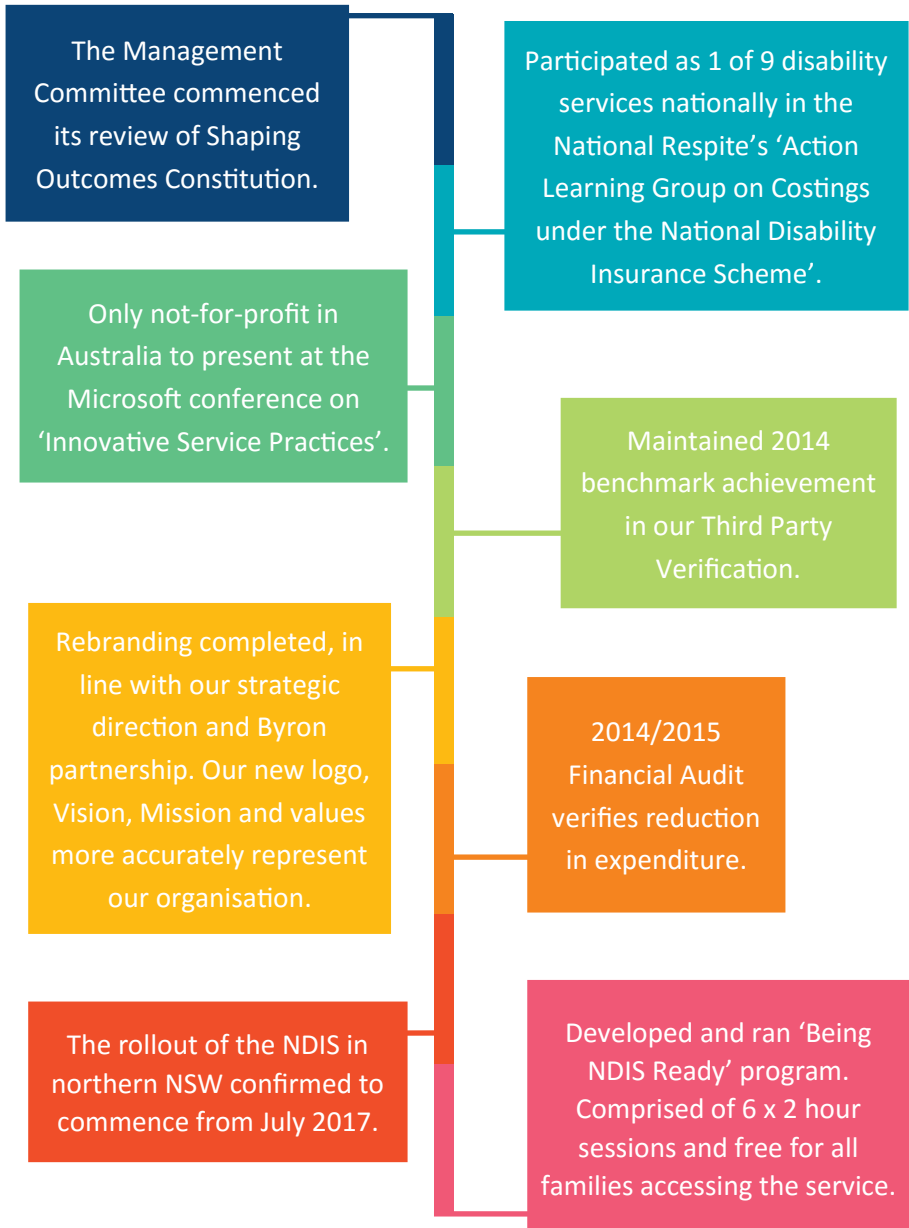 The Management
Committee commenced
its review of Shaping
Outcomes Constitution.
Participated as 1 of 9 disability
services nationally in the
National Respite’s ‘Action
Learning Group on Costings
under the National Disability
Insurance Scheme’.
Only not-for-profit in
Australia to present at the
Microsoft conference on
‘Innovative Service Practices’.
Maintained 2014
benchmark achievement
in our Third Party
Verification.
Rebranding completed, in
line with our strategic
direction and Byron
partnership. Our new logo,
Vision, Mission and values
more accurately represent
our organisation.
2014/2015
Financial Audit
verifies reduction
in expenditure.
The rollout of the NDIS in
northern NSW confirmed to
commence from July 2017.
Developed and ran ‘Being
NDIS Ready’ program.
Comprised of 6 x 2 hour
sessions and free for all
families accessing the service.